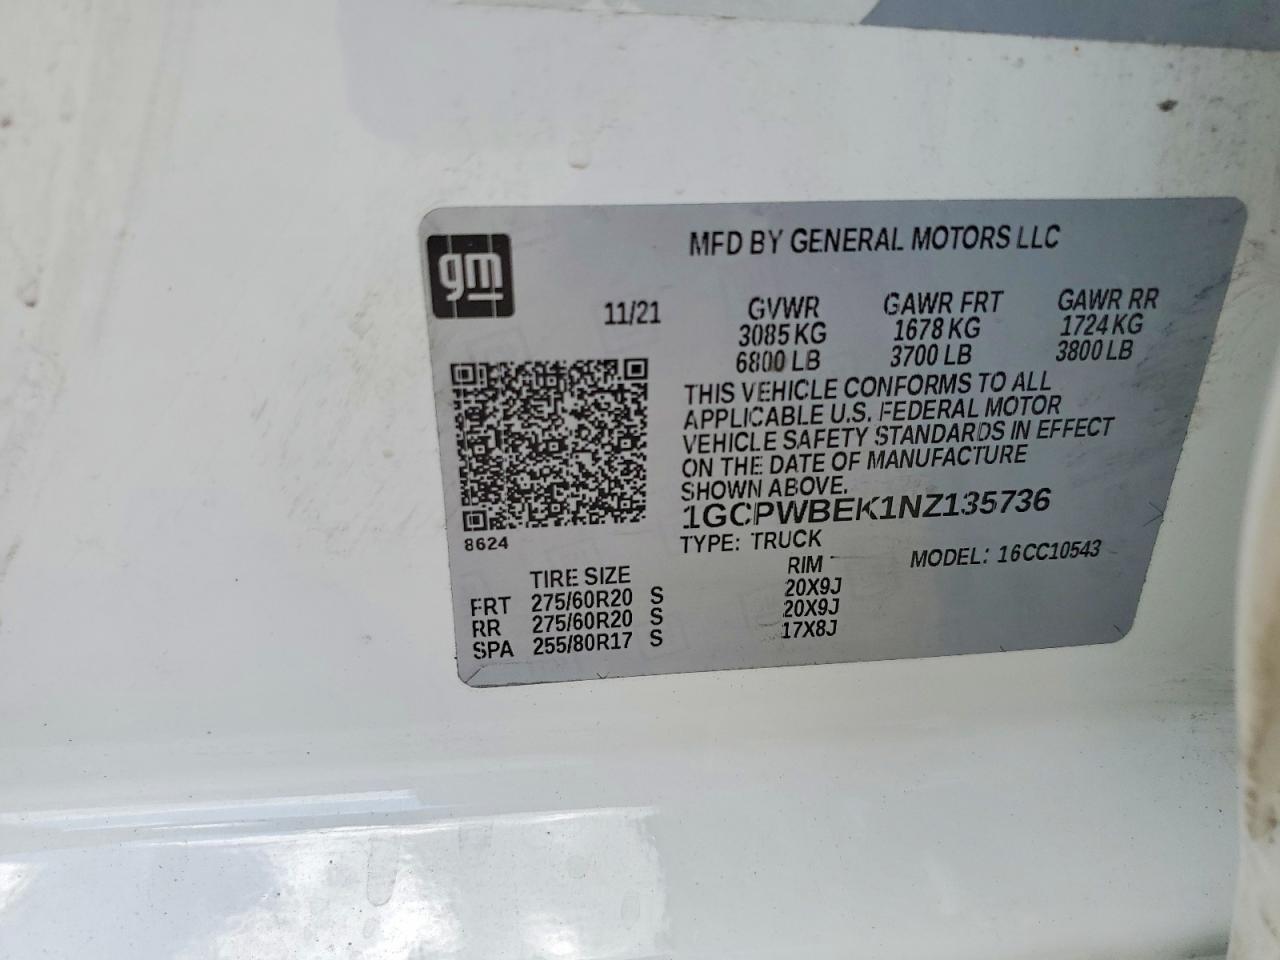 gm
MFD BY GENERAL MOTORS LLC
11/21 GVWR GAWR FRT GAWR RR
3085 KG 1678 KG 1724 KG
6800 LB 3700 LB 3800 LB
THIS VEHICLE CONFORMS TO ALL
APPLICABLE U.S. FEDERAL MOTOR
VEHICLE SAFETY STANDARDS IN EFFECT
ON THE DATE OF MANUFACTURE
SHOWN ABOVE.
1GCPWBEK1NZ135736
8624
TYPE: TRUCK MODEL: 16CC10543
TIRE SIZE RIM
FRT 275/60R20 S 20X9J
RR 275/60R20 S 20X9J
SPA 255/80R17 S 17X8J